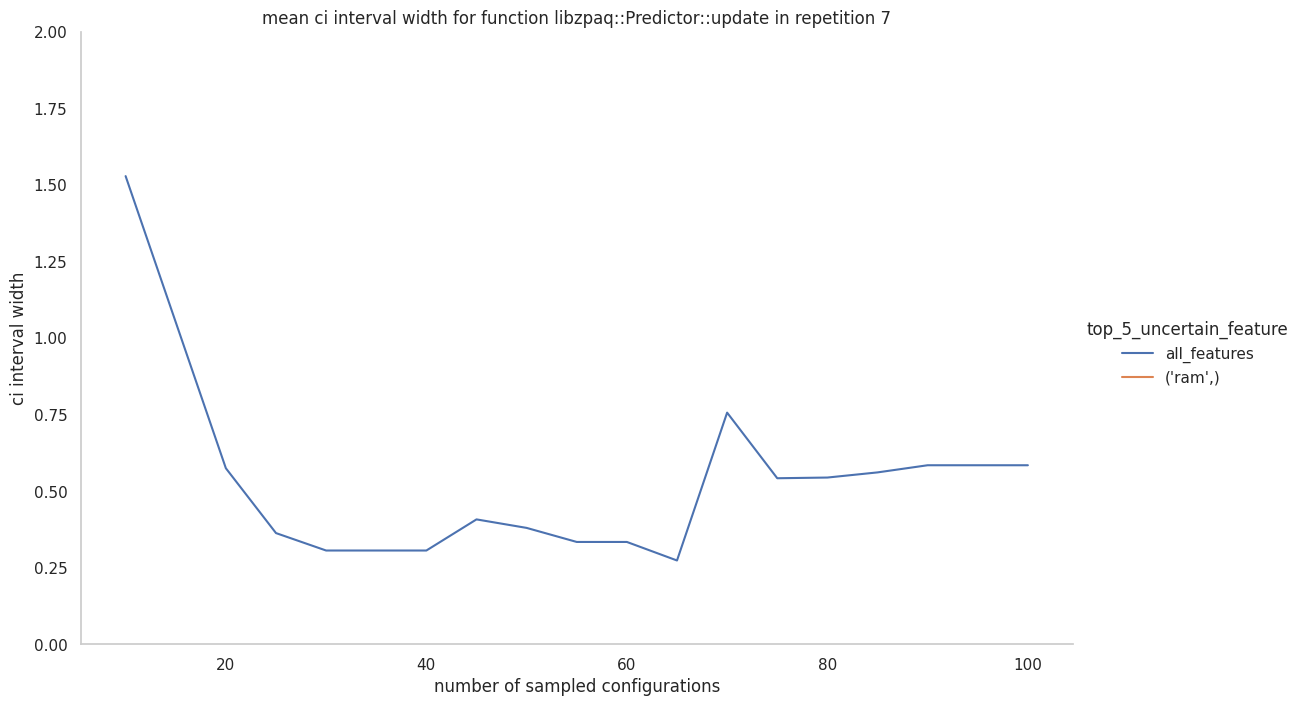 mean ci interval width for function libzpaq::Predictor::update in repetition 7
2.00
1.75
1.50
1.25
1.00
0.75
0.50
0.25
0.00
ci interval width
20
40
60
80
100
number of sampled configurations
top_5_uncertain_feature
all_features
('ram',)